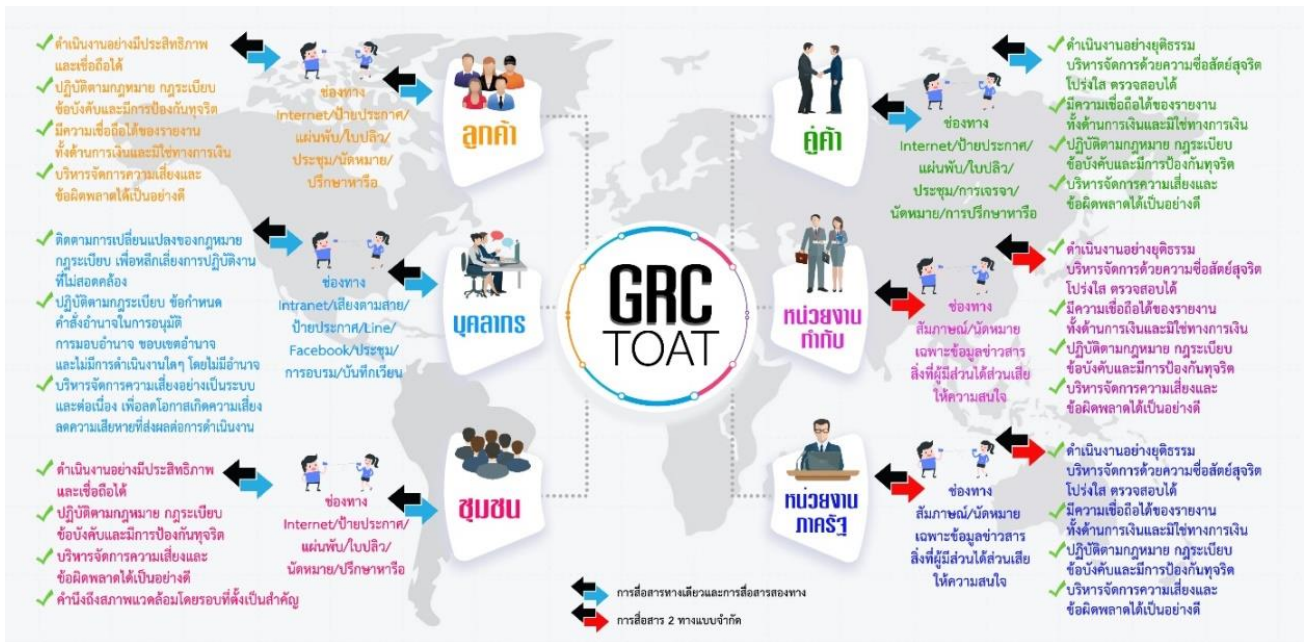 ดำเนินงานอย่างมีประสิทธิภาพ
และเชื่อถือได้
ปฏิบัติตามกฎหมาย กฎระเบียบ
ข้อบังคับและมีการป้องกันทุจริต
มีความเชื่อถือได้ของรายงาน
ทั้งด้านการเงินและมิใช่ทางการเงิน
บริหารจัดการความเสี่ยงและ
ข้อผิดพลาดได้เป็นอย่างดี
ช่องทาง
Internet/ป้ายประกาศ/
แผ่นพับ/ใบปลิว/
ประชุม/นัดหมาย/
ปรึกษาหารือ
ลูกค้า
ติดตามการเปลี่ยนแปลงของกฎหมาย
กฎระเบียบ เพื่อหลีกเลี่ยงการปฏิบัติงาน
ที่ไม่สอดคล้อง
ปฏิบัติตามกฎระเบียบ ข้อกำหนด
คำสั่งอำนาจในการอนุมัติ
การมอบอำนาจ ขอบเขตอำนาจ
และไม่มีการดำเนินงานใดๆ โดยไม่มีอำนาจ
บริหารจัดการความเสี่ยงอย่างเป็นระบบ
และต่อเนื่อง เพื่อลดโอกาสเกิดความเสี่ยง
ลดความเสียหายที่ส่งผลต่อการดำเนินงาน
ช่องทาง
Intranet/เสียงตามสาย/
ป้ายประกาศ/Line/
Facebook/ประชุม/
การอบรม/บันทึกเวียน
บุคลากร
ดำเนินงานอย่างมีประสิทธิภาพ
และเชื่อถือได้
ปฏิบัติตามกฎหมาย กฎระเบียบ
ข้อบังคับและมีการป้องกันทุจริต
บริหารจัดการความเสี่ยงและ
ข้อผิดพลาดได้เป็นอย่างดี
คำนึงถึงสภาพแวดล้อมโดยรอบที่ตั้งเป็นสำคัญ
ช่องทาง
Internet/ป้ายประกาศ/
แผ่นพับ/ใบปลิว/
นัดหมาย/ปรึกษาหารือ
ชุมชน
GRC
TOAT
คู่ค้า
ช่องทาง
Internet/ป้ายประกาศ/
แผ่นพับ/ใบปลิว/
ประชุม/การเจรจา/
นัดหมาย/การปรึกษาหารือ
ดำเนินงานอย่างยุติธรรม
บริหารจัดการด้วยความซื่อสัตย์สุจริต
โปร่งใส ตรวจสอบได้
มีความเชื่อถือได้ของรายงาน
ทั้งด้านการเงินและมิใช่ทางการเงิน
ปฏิบัติตามกฎหมาย กฎระเบียบ
ข้อบังคับและมีการป้องกันทุจริต
บริหารจัดการความเสี่ยงและ
ข้อผิดพลาดได้เป็นอย่างดี
หน่วยงาน
กำกับ
ช่องทาง
สัมภาษณ์/นัดหมาย
เฉพาะข้อมูลข่าวสาร
สิ่งที่ผู้มีส่วนได้ส่วนเสีย
ให้ความสนใจ
ดำเนินงานอย่างยุติธรรม
บริหารจัดการด้วยความซื่อสัตย์สุจริต
โปร่งใส ตรวจสอบได้
มีความเชื่อถือได้ของรายงาน
ทั้งด้านการเงินและมิใช่ทางการเงิน
ปฏิบัติตามกฎหมาย กฎระเบียบ
ข้อบังคับและมีการป้องกันทุจริต
บริหารจัดการความเสี่ยงและ
ข้อผิดพลาดได้เป็นอย่างดี
หน่วยงาน
ภาครัฐ
ช่องทาง
สัมภาษณ์/นัดหมาย
เฉพาะข้อมูลข่าวสาร
สิ่งที่ผู้มีส่วนได้ส่วนเสีย
ให้ความสนใจ
ดำเนินงานอย่างยุติธรรม
บริหารจัดการด้วยความซื่อสัตย์สุจริต
โปร่งใส ตรวจสอบได้
มีความเชื่อถือได้ของรายงาน
ทั้งด้านการเงินและมิใช่ทางการเงิน
ปฏิบัติตามกฎหมาย กฎระเบียบ
ข้อบังคับและมีการป้องกันทุจริต
บริหารจัดการความเสี่ยงและ
ข้อผิดพลาดได้เป็นอย่างดี
การสื่อสารทางเดียวและการสื่อสารสองทาง
การสื่อสาร 2 ทางแบบจำกัด